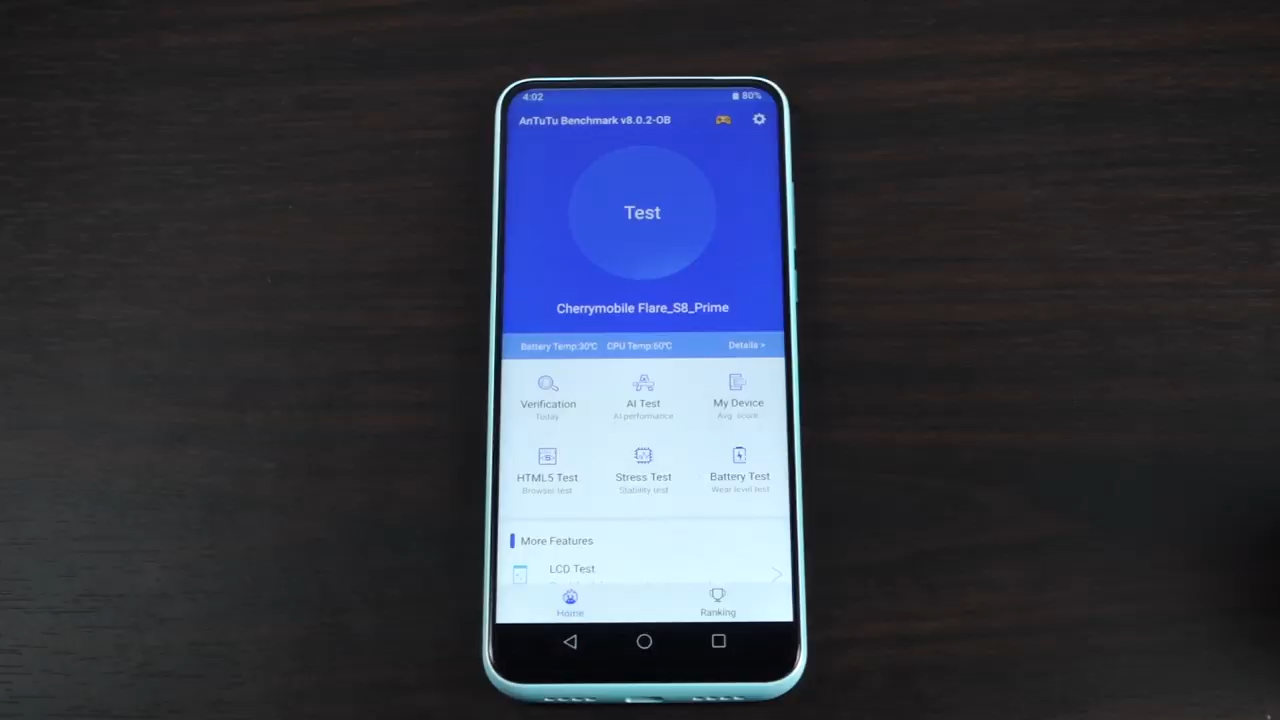 4:02 80%
AnTuTu Benchmark v8.0.2-OB
Test
Cherrymobile Flare_S8_Prime
Battery Temp:30℃ CPU Temp:60℃ Details >
Verification AI Test My Device
Today AI performance Avg. score
HTML5 Test Stress Test Battery Test
Browser test Stability test Wear level test
More Features
LCD Test
Home Ranking